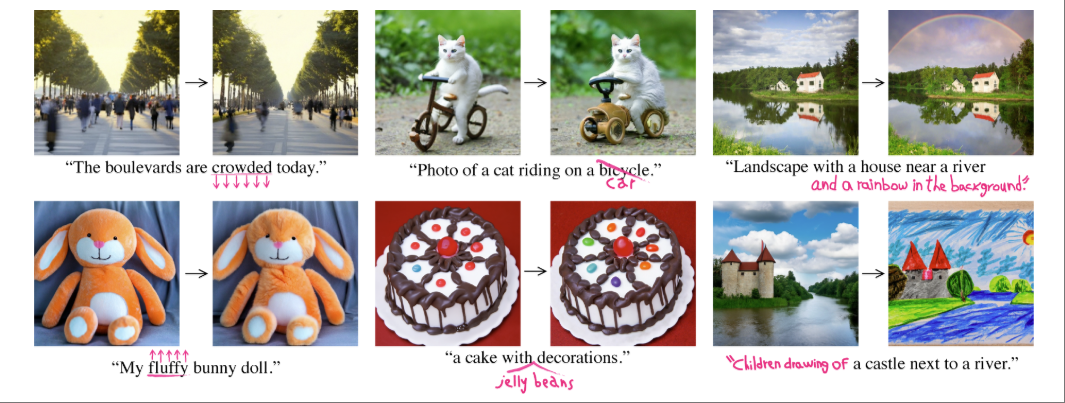 “The boulevards are crowded today.”
“Photo of a cat riding on a bicycle.”
car
“Landscape with a house near a river
and a rainbow in the background.”
“My fluffy bunny doll.”
“a cake with decorations.”
jelly beans
“Children drawing of a castle next to a river.”